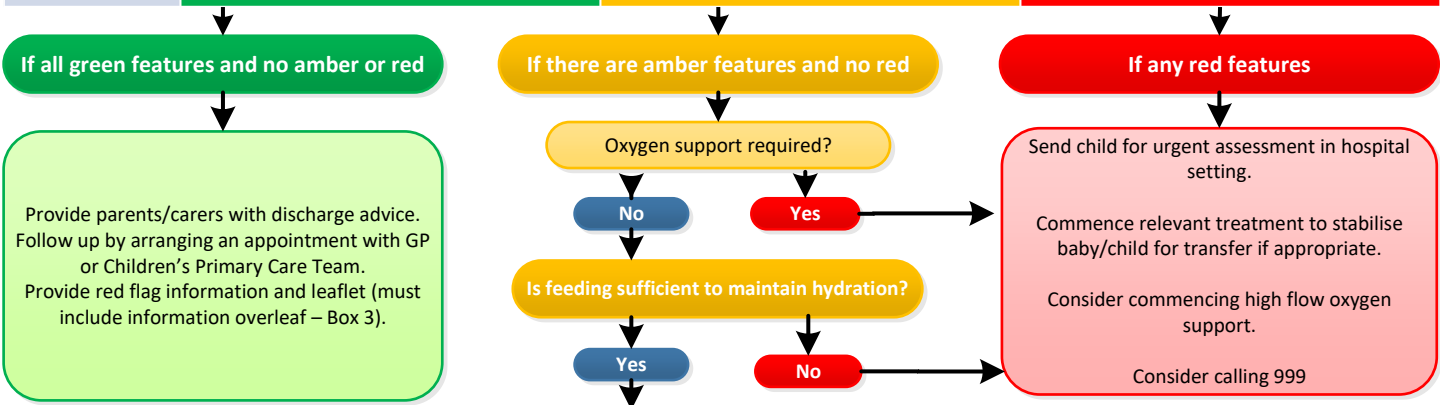 If all green features and no amber or red
Provide parents/carers with discharge advice.
Follow up by arranging an appointment with GP
or Children’s Primary Care Team.
Provide red flag information and leaflet (must
include information overleaf – Box 3).
If there are amber features and no red
Oxygen support required?
No
Yes
Is feeding sufficient to maintain hydration?
Yes
No
If any red features
Send child for urgent assessment in hospital
setting.
Commence relevant treatment to stabilise
baby/child for transfer if appropriate.
Consider commencing high flow oxygen
support.
Consider calling 999